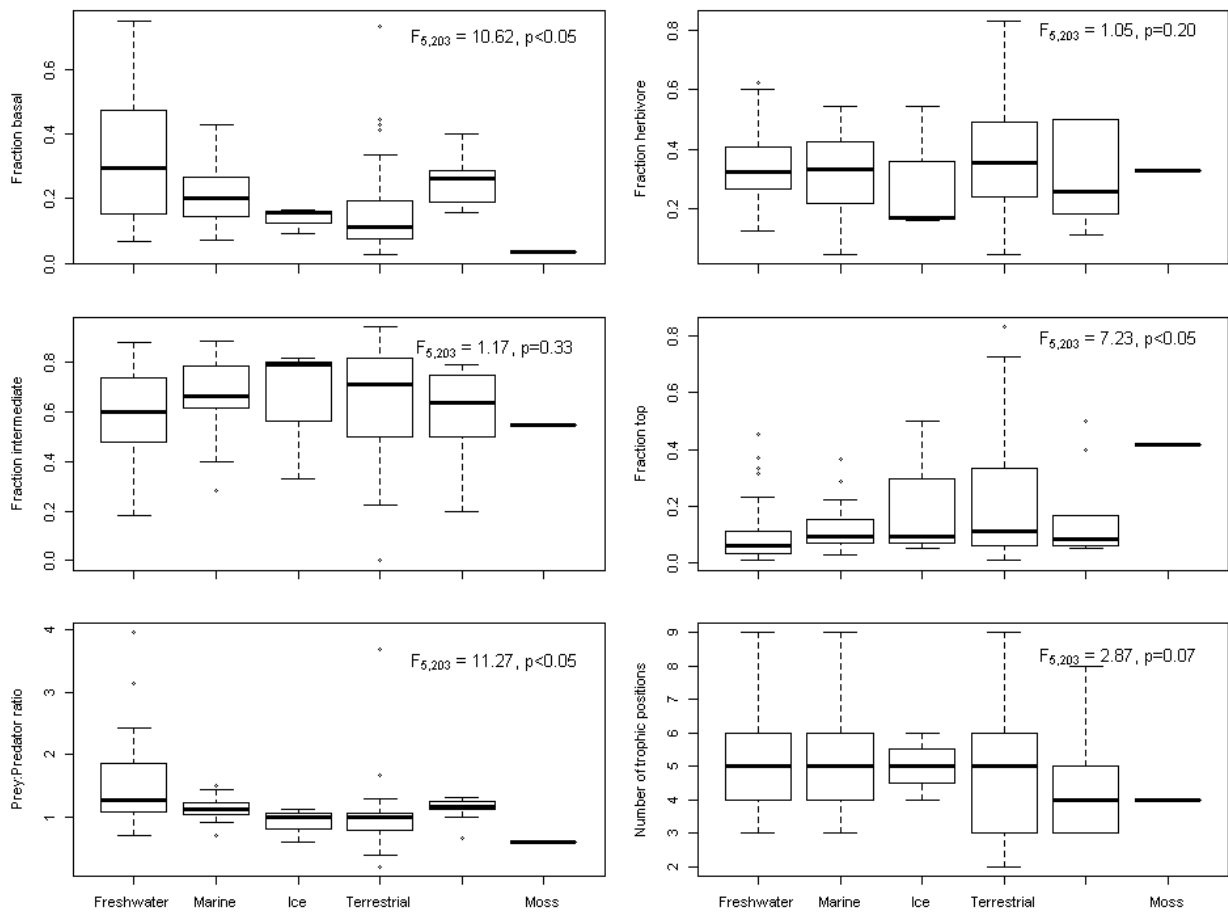 F5,203 = 10.62, p<0.05
Fraction basal
0.6
0.4
0.2
0.0
F5,203 = 1.05, p=0.20
Fraction herbivore
0.8
0.6
0.4
0.2
F5,203 = 1.17, p=0.33
Fraction intermediate
0.8
0.6
0.4
0.2
0.0
F5,203 = 7.23, p<0.05
Fraction top
0.8
0.6
0.4
0.2
0.0
F5,203 = 11.27, p<0.05
Prey:Predator ratio
4
3
2
1
Freshwater Marine Ice Terrestrial Moss
F5,203 = 2.87, p=0.07
Number of trophic positions
9
8
7
6
5
4
3
2
Freshwater Marine Ice Terrestrial Moss